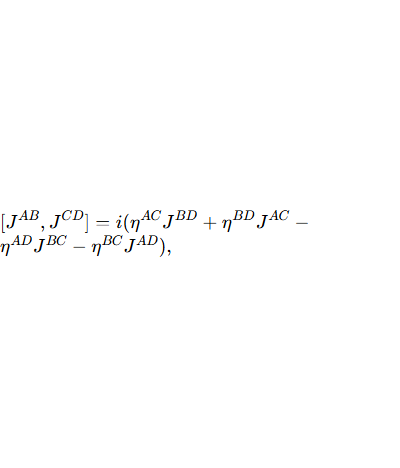 [J^{AB}, J^{CD}] = i(η^{AC}J^{BD} + η^{BD}J^{AC} −
η^{AD}J^{BC} − η^{BC}J^{AD}),